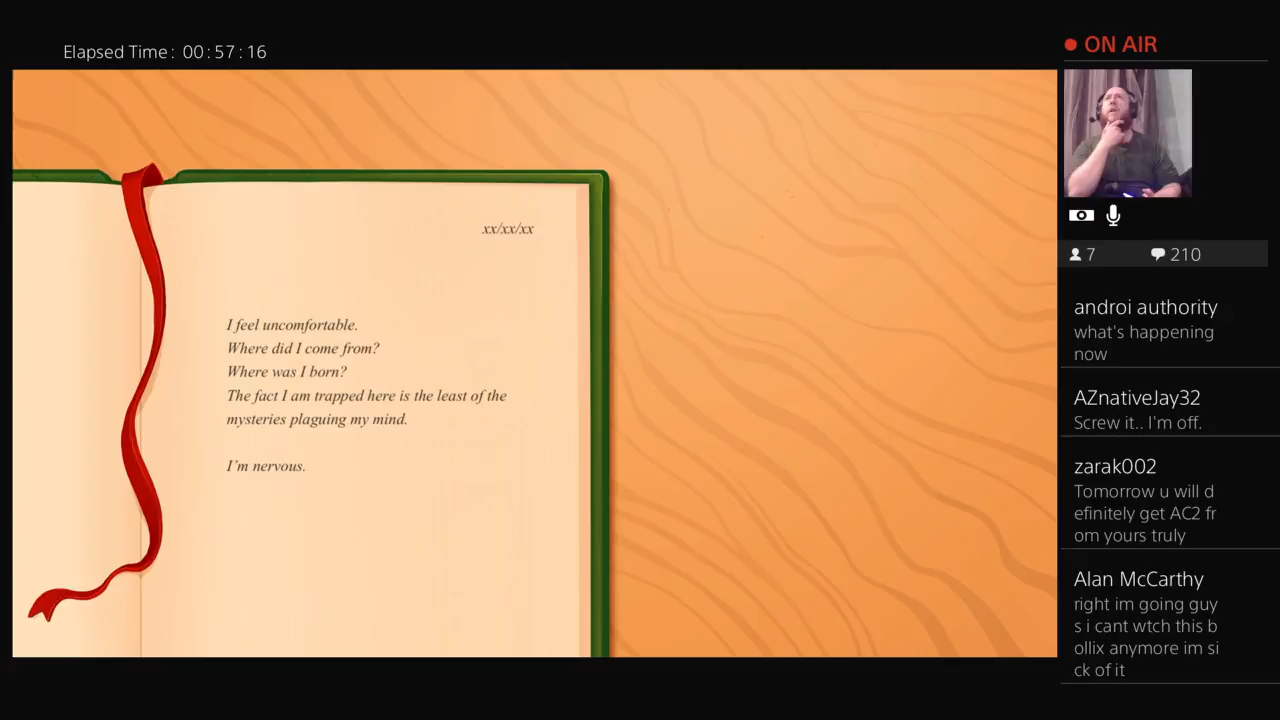 Elapsed Time: 00:57:16
ON AIR
xx/xx/xx
I feel uncomfortable.
Where did I come from?
Where was I born?
The fact I am trapped here is the least of the
mysteries plaguing my mind.
I'm nervous.
7 210
androi authority
what's happening
now
AZnativeJay32
Screw it.. I'm off.
zarak002
Tomorrow u will d
efinitely get AC2 fr
om yours truly
Alan McCarthy
right im going guy
s i cant wtch this b
ollix anymore im si
ck of it